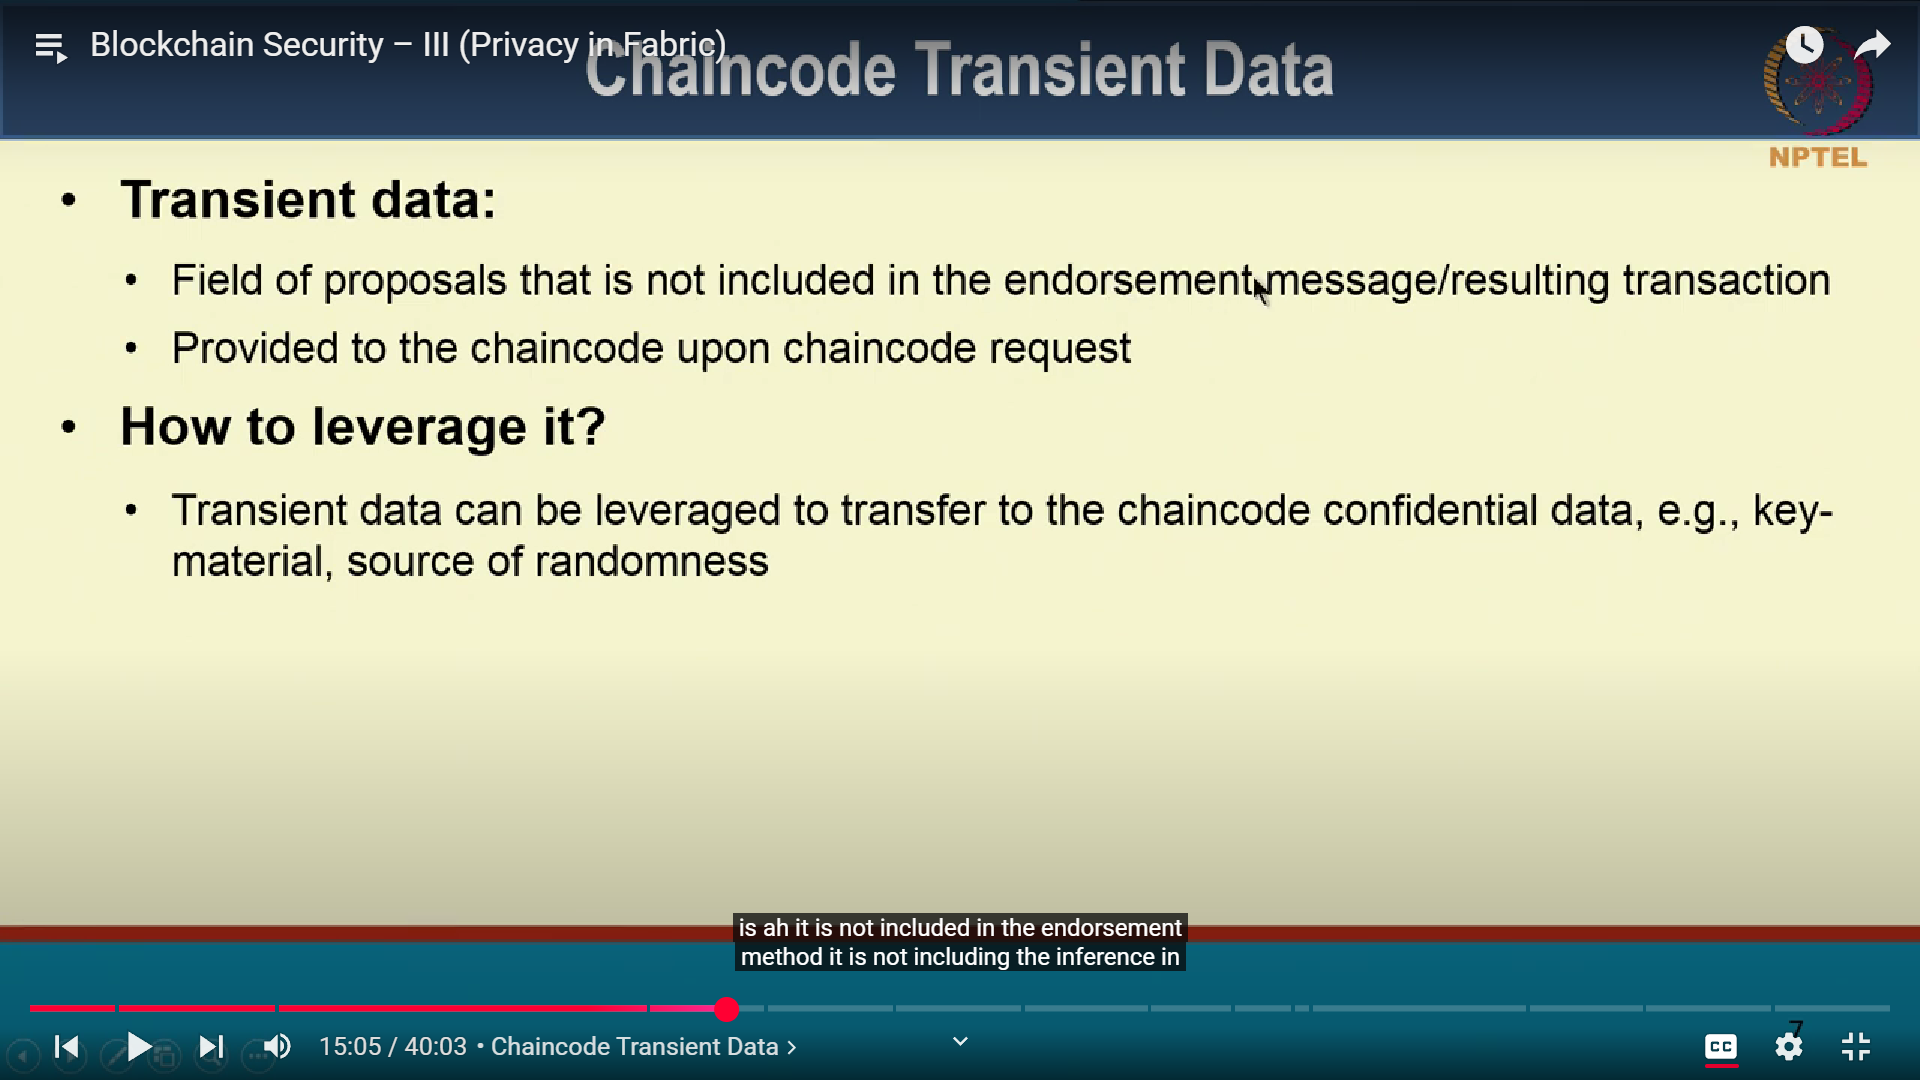 Blockchain Security – III (Privacy in Fabric)
Chaincode Transient Data
NPTEL
• Transient data:
• Field of proposals that is not included in the endorsement message/resulting transaction
• Provided to the chaincode upon chaincode request
• How to leverage it?
• Transient data can be leveraged to transfer to the chaincode confidential data, e.g., key-
material, source of randomness
is ah it is not included in the endorsement
method it is not including the inference in
7
15:05 / 40:03 • Chaincode Transient Data
CC